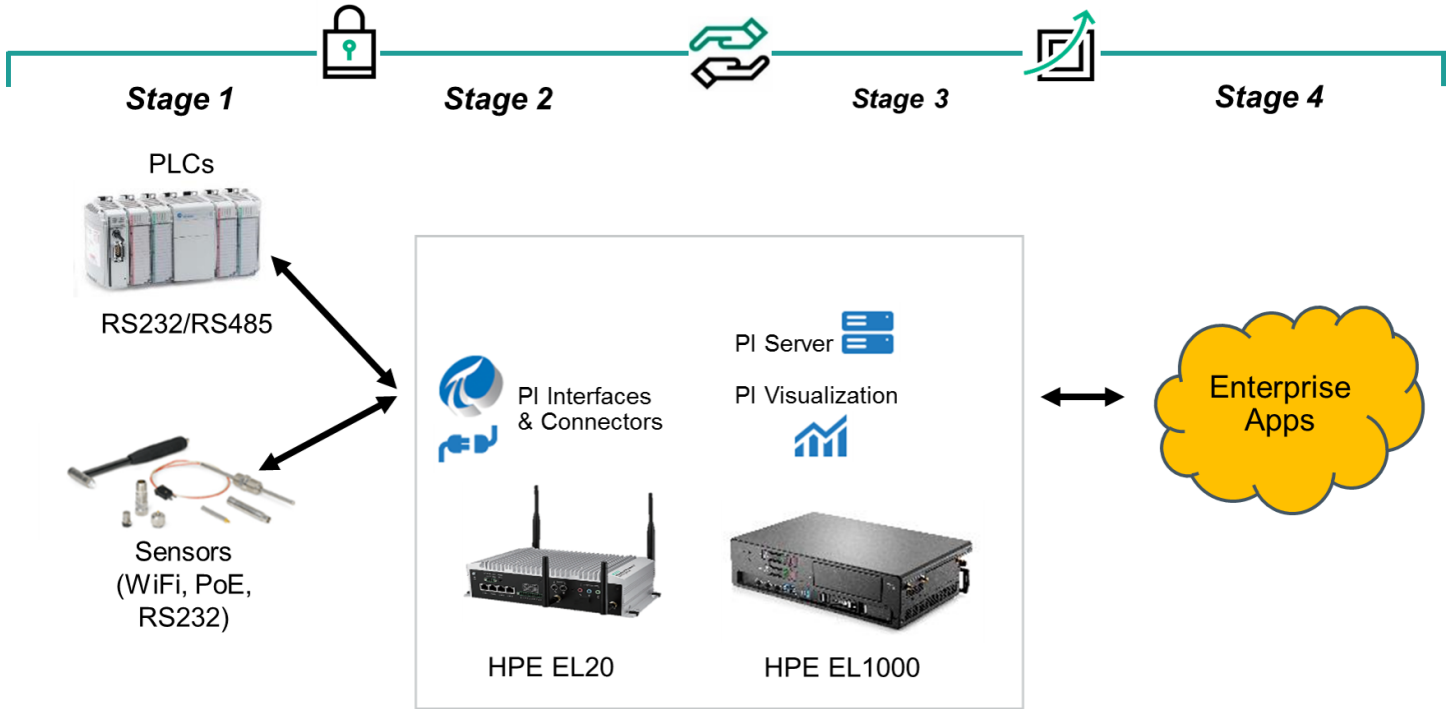 Stage 1
Stage 2
Stage 3
Stage 4
PLCs
RS232/RS485
Sensors
(WiFi, PoE,
RS232)
PI Interfaces
& Connectors
PI Server
PI Visualization
HPE EL20
HPE EL1000
Enterprise
Apps